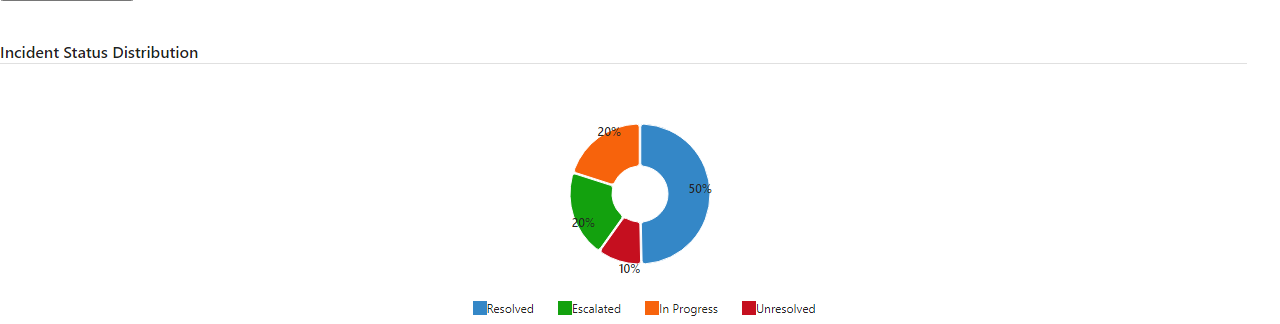 Incident Status Distribution
20%
50%
20%
10%
Resolved
Escalated
In Progress
Unresolved